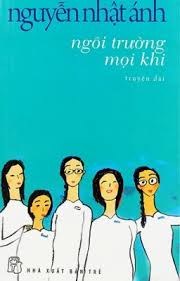 nguyễn nhật ánh
ngôi trường
mọi khi
truyện dài
NHÀ XUẤT BẢN TRẺ